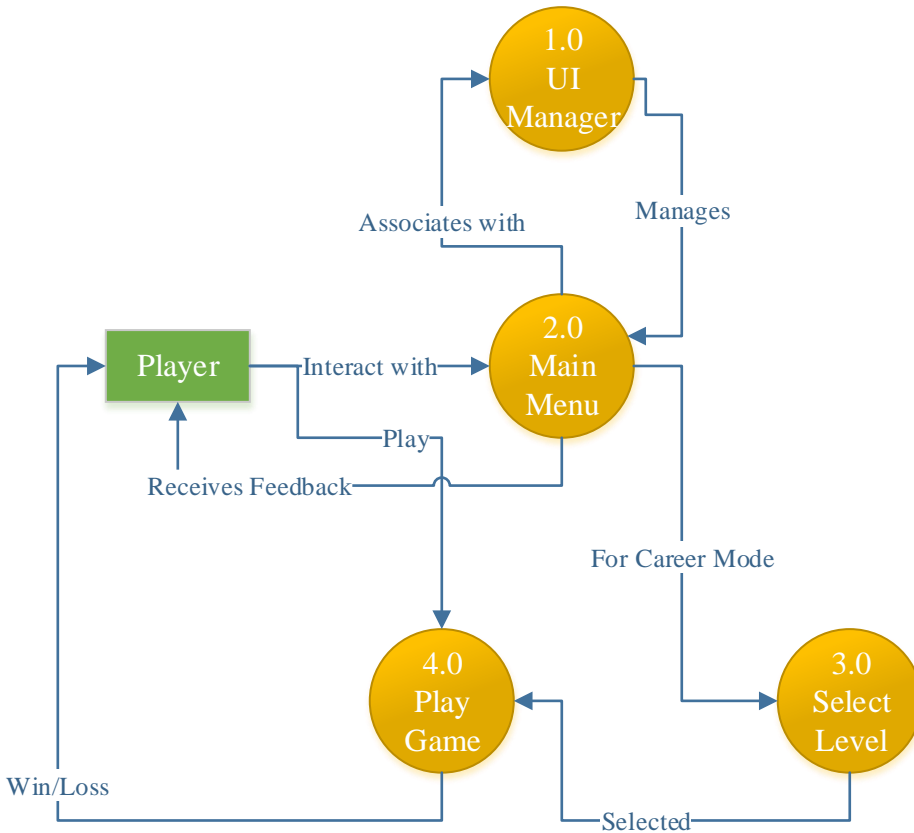 1.0
UI
Manager
Associates with
Manages
2.0
Main
Menu
Player
Interact with
Play
Receives Feedback
For Career Mode
4.0
Play
Game
3.0
Select
Level
Win/Loss
Selected